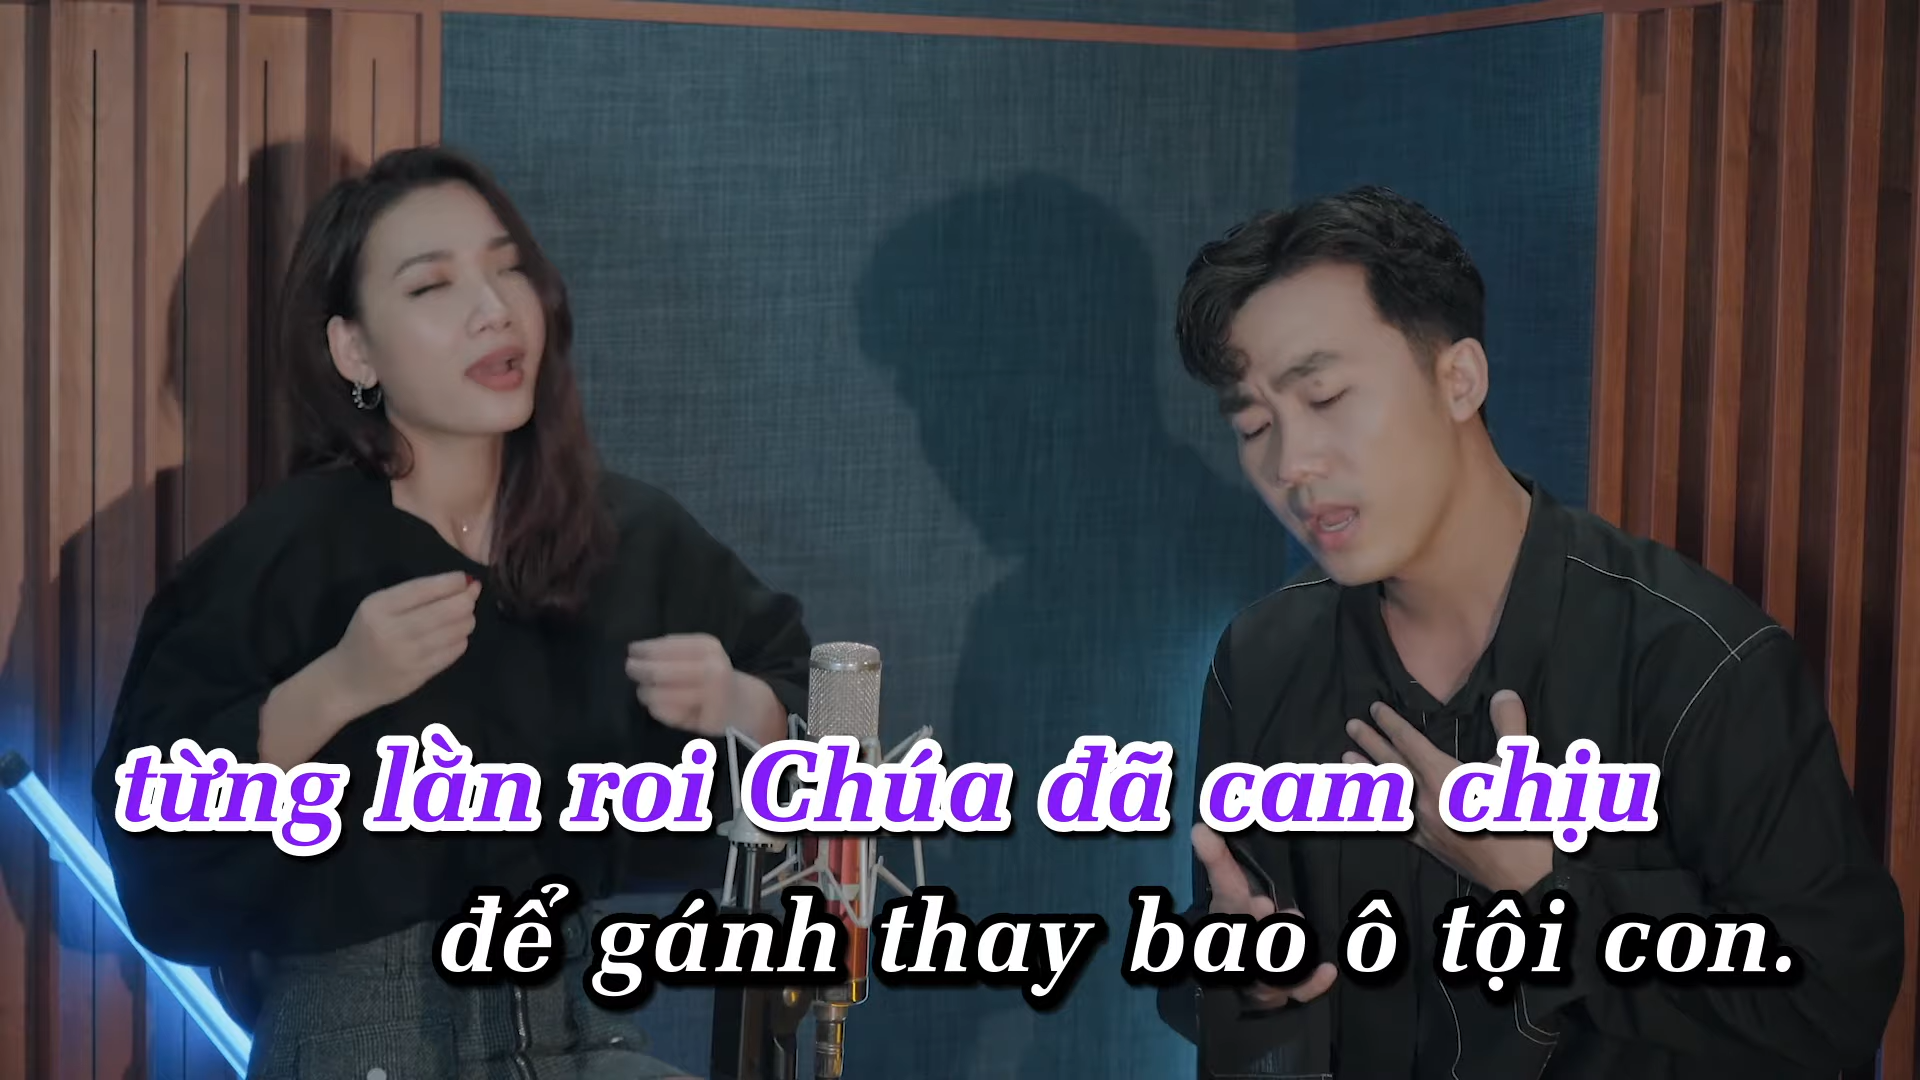 từng lằn roi Chúa đã cam chịu
để gánh thay bao ô tội con.